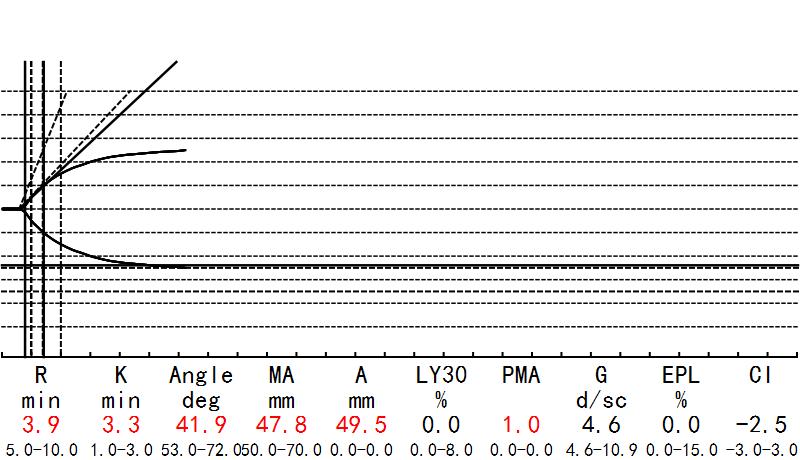 R K Angle MA A LY30 PMA G EPL CI
min min deg mm mm % d/sc %
3.9 3.3 41.9 47.8 49.5 0.0 1.0 4.6 0.0 -2.5
5.0-10.0 1.0-3.0 53.0-72.0 50.0-70.0 0.0-0.0 0.0-8.0 0.0-0.0 4.6-10.9 0.0-15.0 -3.0-3.0